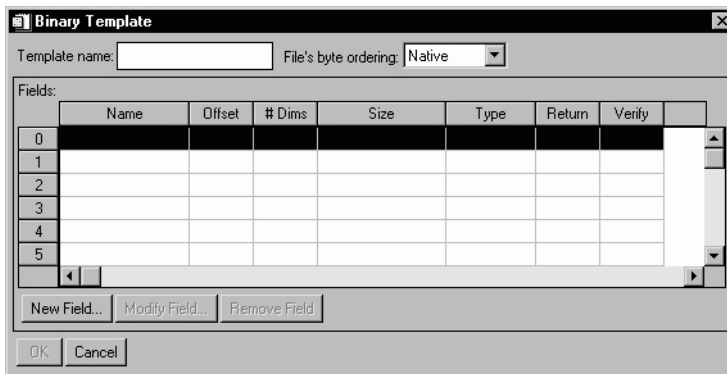 Binary Template
Template name: File's byte ordering: Native
Fields:
Name Offset # Dims Size Type Return Verify
0
1
2
3
4
5
New Field... Modify Field... Remove Field
OK Cancel